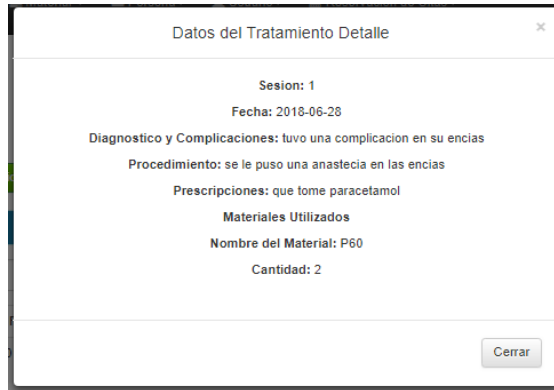 Datos del Tratamiento Detalle
×
Sesion: 1
Fecha: 2018-06-28
Diagnostico y Complicaciones: tuvo una complicacion en su encias
Procedimiento: se le puso una anastecia en las encias
Prescripciones: que tome paracetamol
Materiales Utilizados
Nombre del Material: P60
Cantidad: 2
Cerrar